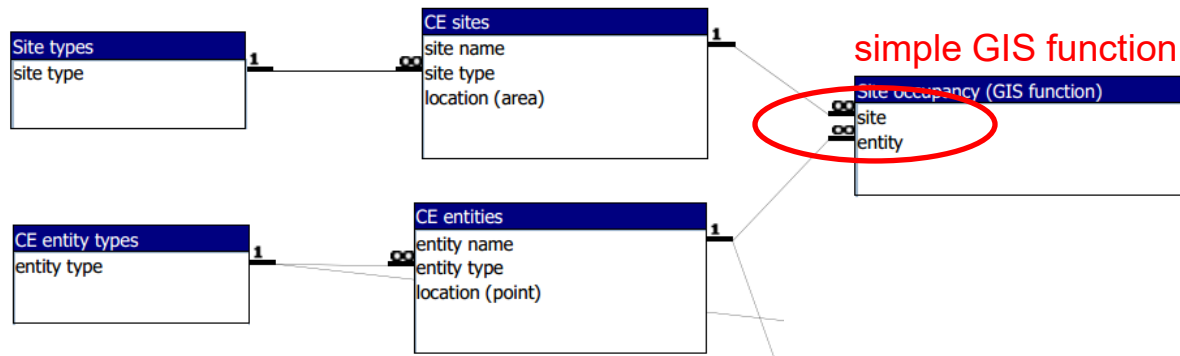 CE sites
site name
site type
location (area)
Site types
site type
1
∞
1
simple GIS function
Site occupancy (GIS function)
∞
site
∞
entity
CE entities
entity name
entity type
location (point)
CE entity types
entity type
1
∞
1